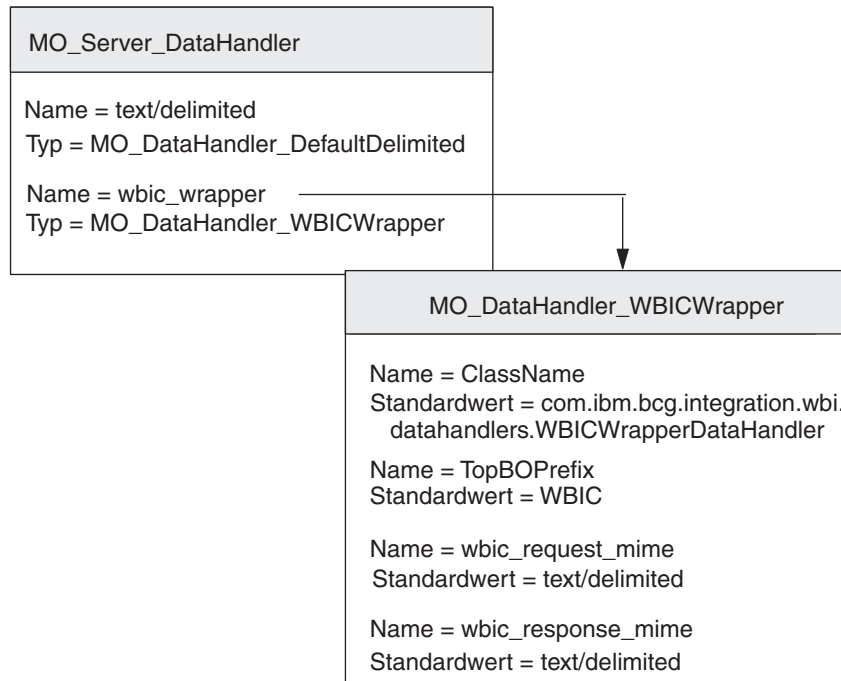 MO_Server_DataHandler
Name = text/delimited
Typ = MO_DataHandler_DefaultDelimited
Name = wbic_wrapper
Typ = MO_DataHandler_WBICWrapper
MO_DataHandler_WBICWrapper
Name = ClassName
Standardwert = com.ibm.bcg.integration.wbi.
datahandlers.WBICWrapperDataHandler
Name = TopBOPrefix
Standardwert = WBIC
Name = wbic_request_mime
Standardwert = text/delimited
Name = wbic_response_mime
Standardwert = text/delimited